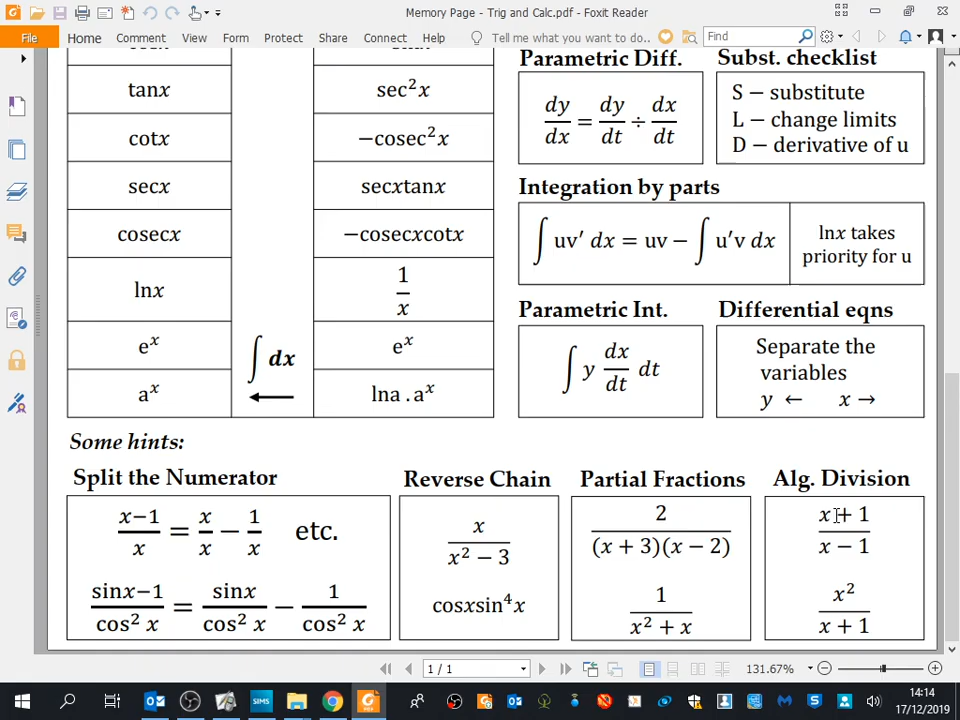 Memory Page - Trig and Calc.pdf - Foxit Reader
File Home Comment View Form Protect Share Connect Help Tell me what you want to do.. Find
tanx sec²x
cotx −cosec²x
secx secxtanx
cosecx −cosecxcotx
lnx 1/x
eˣ eˣ
aˣ lna . aˣ
∫ dx
←
Parametric Diff.
dy/dx = dy/dt ÷ dx/dt
Subst. checklist
S − substitute
L − change limits
D − derivative of u
Integration by parts
∫ uv′ dx = uv − ∫ u′v dx
lnx takes
priority for u
Parametric Int.
∫ y dx/dt dt
Differential eqns
Separate the
variables
y ← x →
Some hints:
Split the Numerator
x−1/x = x/x − 1/x etc.
sinx−1/cos² x = sinx/cos² x − 1/cos² x
Reverse Chain
x/x² − 3
cosxsin⁴x
Partial Fractions
2/(x + 3)(x − 2)
1/x² + x
Alg. Division
x + 1/x − 1
x²/x + 1
1 / 1 131.67%
SIMS
14:14
17/12/2019